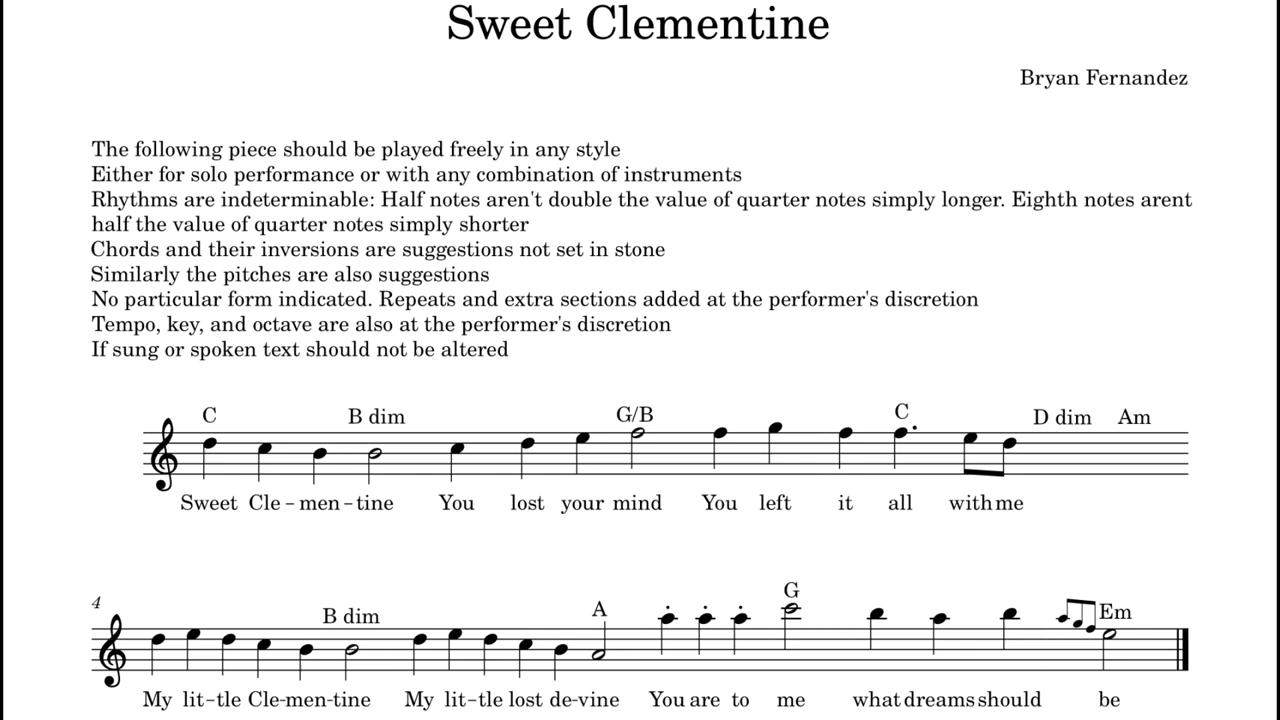 Sweet Clementine
Bryan Fernandez
The following piece should be played freely in any style
Either for solo performance or with any combination of instruments
Rhythms are indeterminable: Half notes aren't double the value of quarter notes simply longer. Eighth notes arent
half the value of quarter notes simply shorter
Chords and their inversions are suggestions not set in stone
Similarly the pitches are also suggestions
No particular form indicated. Repeats and extra sections added at the performer's discretion
Tempo, key, and octave are also at the performer's discretion
If sung or spoken text should not be altered
C B dim G/B C D dim Am
Sweet Cle-men-tine You lost your mind You left it all with me
4 B dim A G Em
My lit-tle Cle-men-tine My lit-tle lost de-vine You are to me what dreams should be